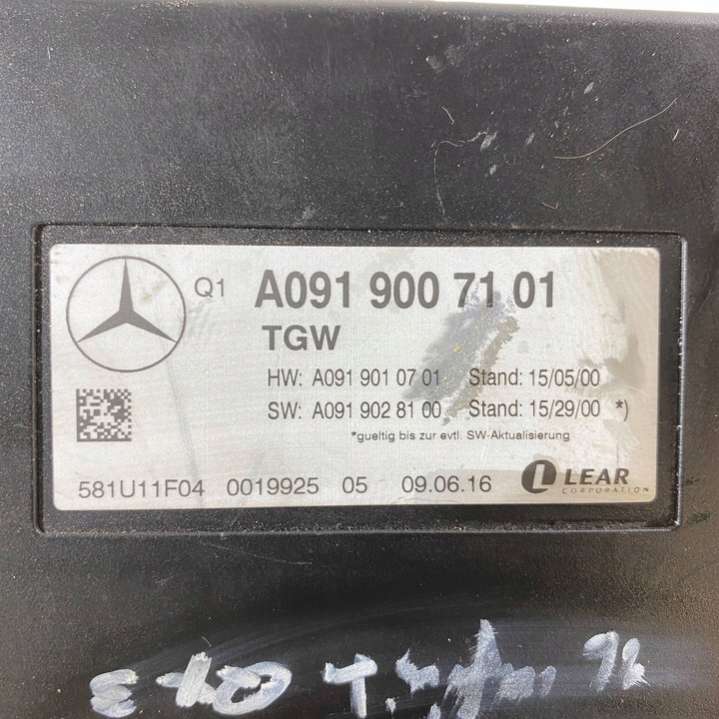 Q1 A091 900 71 01
TGW
HW: A091 901 07 01 Stand: 15/05/00
SW: A091 902 81 00 Stand: 15/29/00 *)
*gueltig bis zur evtl. SW-Aktualisierung
581U11F04 0019925 05 09.06.16
LEAR
CORPORATION